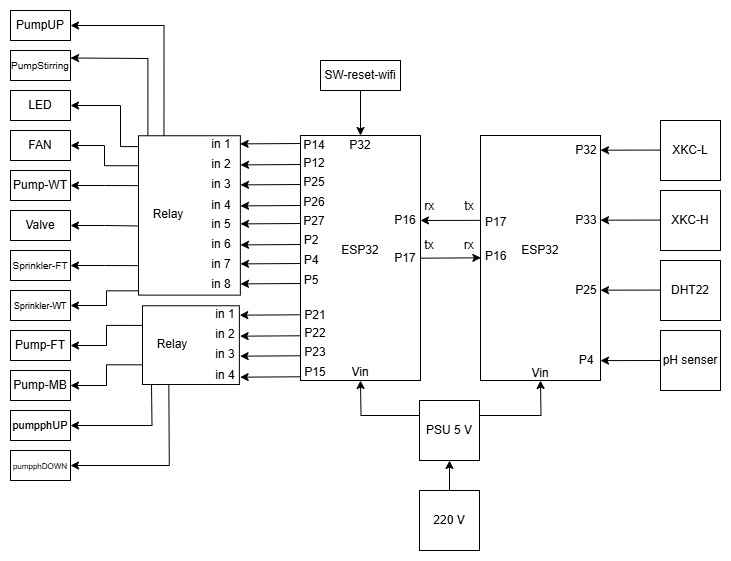 PumpUP
PumpStirring
LED
FAN
Pump-WT
Valve
Sprinkler-FT
Sprinkler-WT
Pump-FT
Pump-MB
pumpphUP
pumpphDOWN
Relay
in 1
in 2
in 3
in 4
in 5
in 6
in 7
in 8
Relay
in 1
in 2
in 3
in 4
SW-reset-wifi
P32
P14
P12
P25
P26
P27
P2
P4
P5
P21
P22
P23
P15
ESP32
P16
P17
Vin
rx
tx
tx
rx
P17
P16
ESP32
P32
P33
P25
P4
Vin
XKC-L
XKC-H
DHT22
pH senser
PSU 5 V
220 V